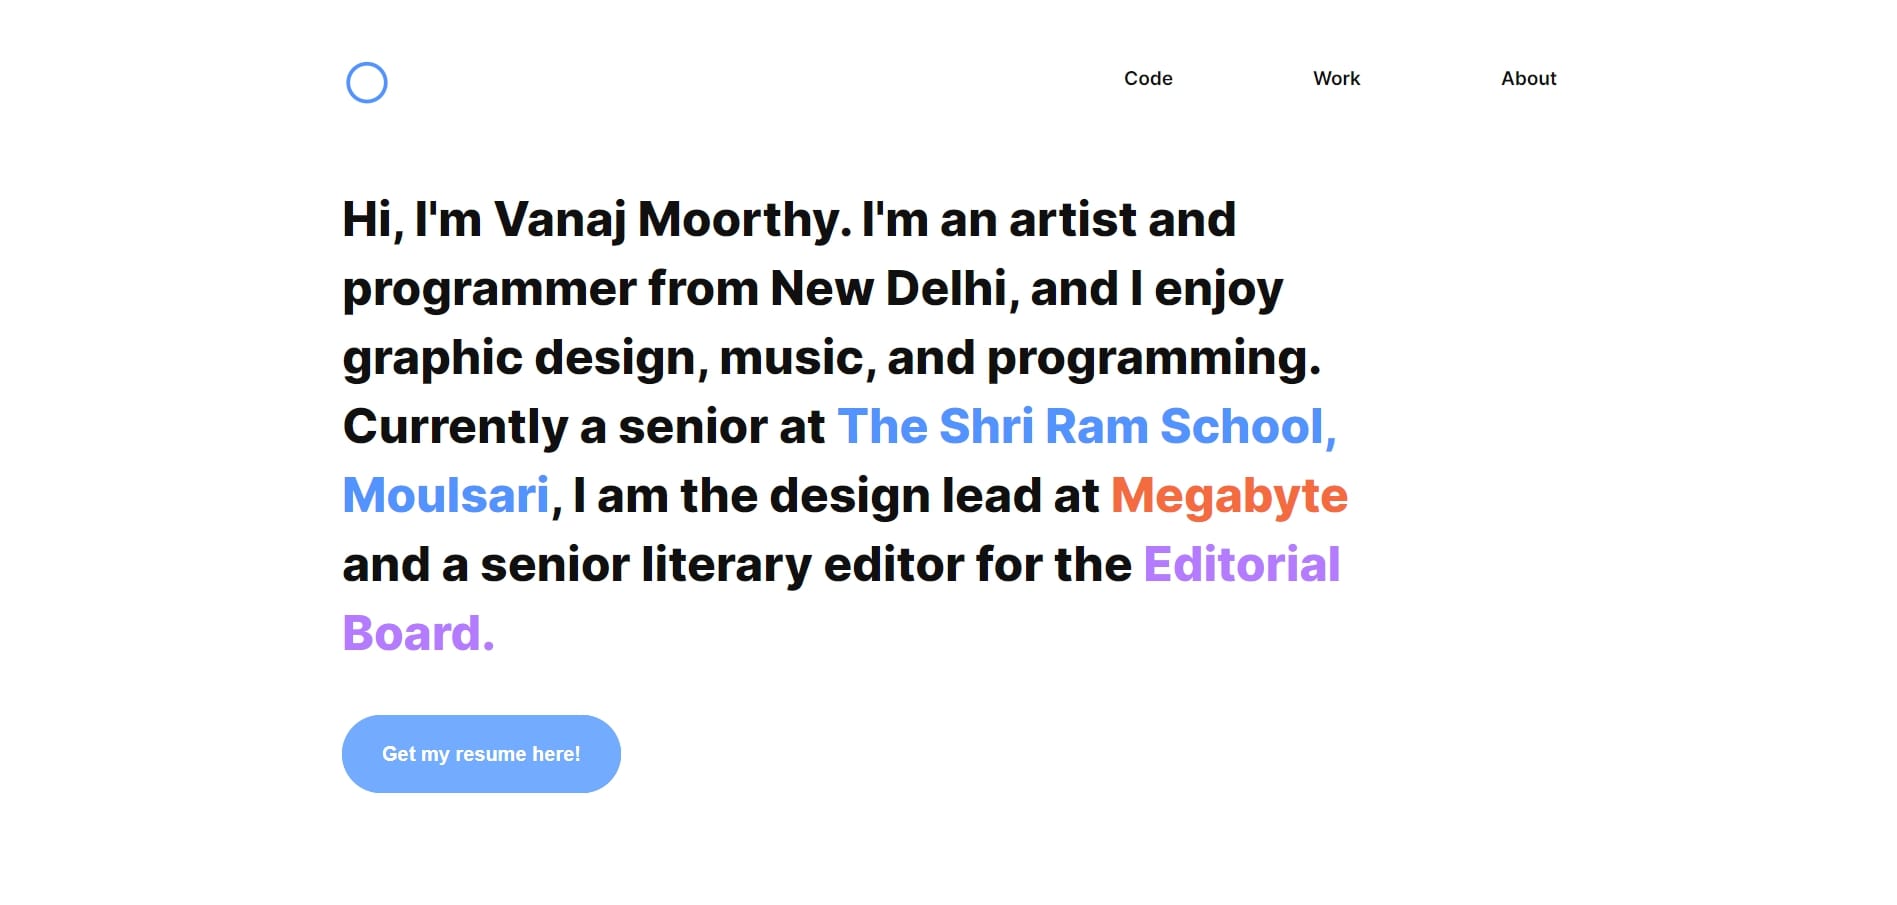 Code Work About
Hi, I'm Vanaj Moorthy. I'm an artist and
programmer from New Delhi, and I enjoy
graphic design, music, and programming.
Currently a senior at The Shri Ram School,
Moulsari, I am the design lead at Megabyte
and a senior literary editor for the Editorial
Board.
Get my resume here!